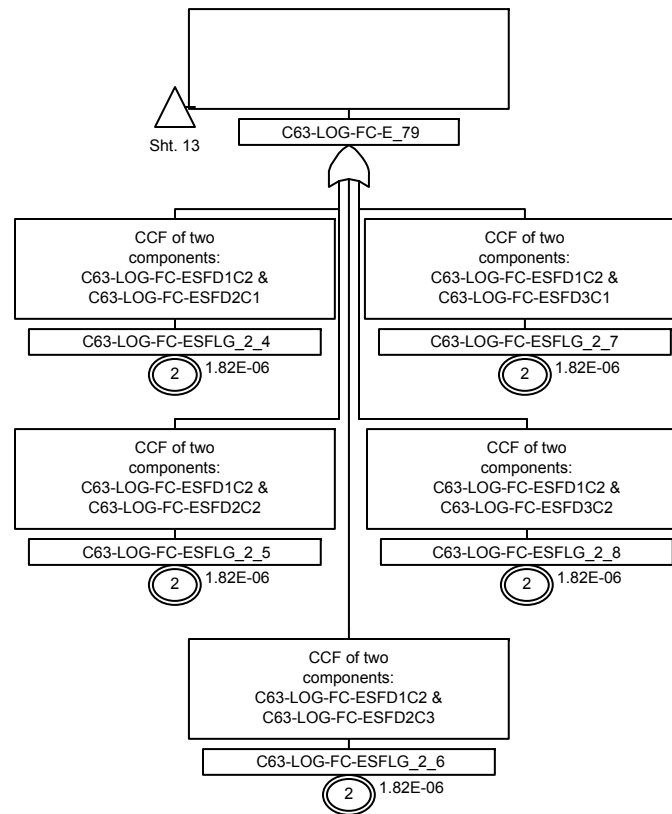 Sht. 13
C63-LOG-FC-E_79
CCF of two
components:
C63-LOG-FC-ESFD1C2 &
C63-LOG-FC-ESFD2C1
C63-LOG-FC-ESFLG_2_4
2
1.82E-06
CCF of two
components:
C63-LOG-FC-ESFD1C2 &
C63-LOG-FC-ESFD3C1
C63-LOG-FC-ESFLG_2_7
2
1.82E-06
CCF of two
components:
C63-LOG-FC-ESFD1C2 &
C63-LOG-FC-ESFD2C2
C63-LOG-FC-ESFLG_2_5
2
1.82E-06
CCF of two
components:
C63-LOG-FC-ESFD1C2 &
C63-LOG-FC-ESFD3C2
C63-LOG-FC-ESFLG_2_8
2
1.82E-06
CCF of two
components:
C63-LOG-FC-ESFD1C2 &
C63-LOG-FC-ESFD2C3
C63-LOG-FC-ESFLG_2_6
2
1.82E-06